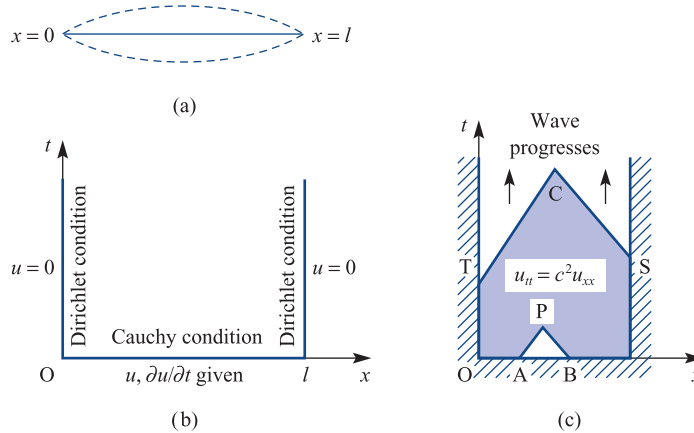 x = 0
x = l
(a)
t
Dirichlet condition
Dirichlet condition
u = 0
u = 0
Cauchy condition
O
u, ∂u/∂t given
l
x
(b)
t
Wave
progresses
C
T
S
u_tt = c²u_xx
P
O
A
B
x
(c)